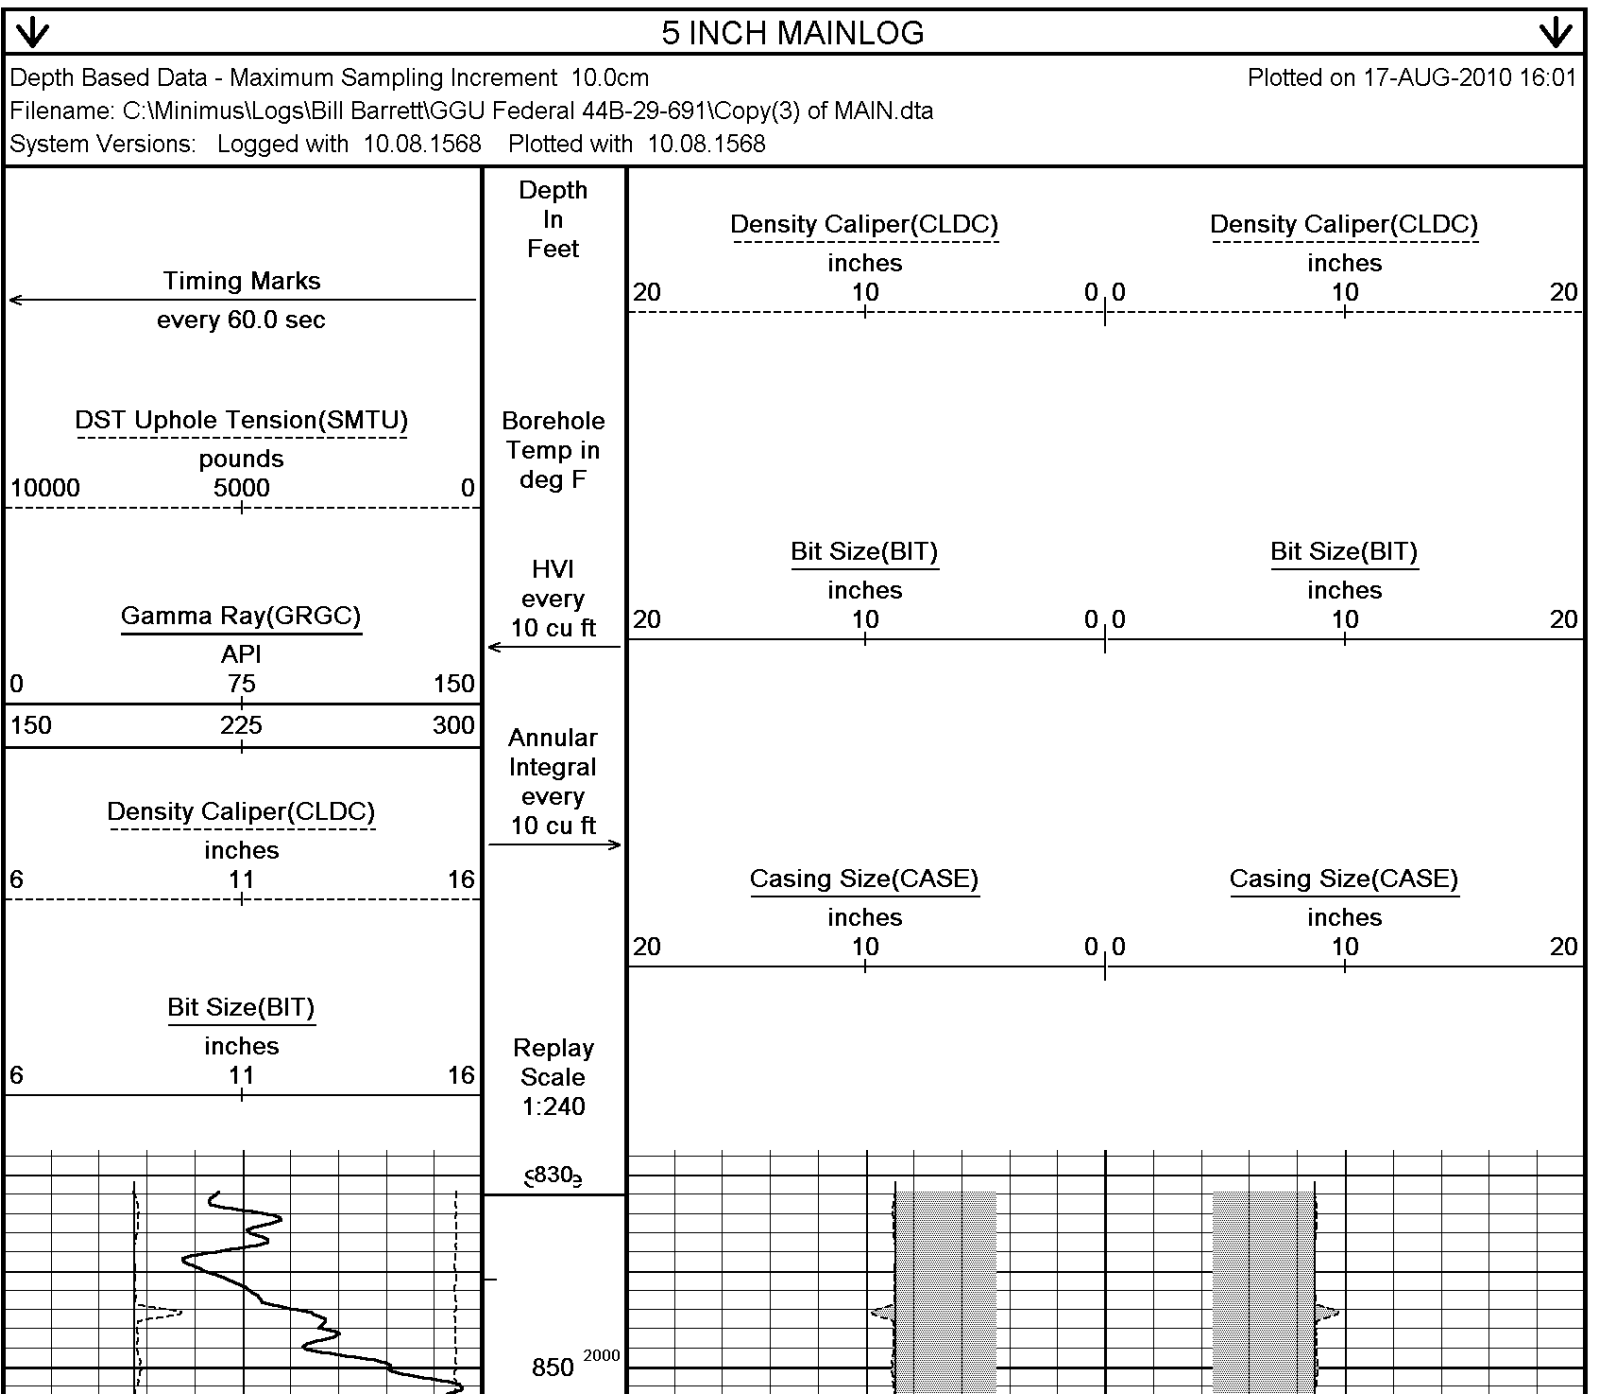 5 INCH MAINLOG
Depth Based Data - Maximum Sampling Increment 10.0cm
Plotted on 17-AUG-2010 16:01
Filename: C:\Minimus\Logs\Bill Barrett\GGU Federal 44B-29-691\Copy(3) of MAIN.dta
System Versions: Logged with 10.08.1568 Plotted with 10.08.1568
Timing Marks
every 60.0 sec
DST Uphole Tension(SMTU)
pounds
10000 5000 0
Gamma Ray(GRGC)
API
0 75 150
150 225 300
Density Caliper(CLDC)
inches
6 11 16
Bit Size(BIT)
inches
6 11 16
Depth
In
Feet
Borehole
Temp in
deg F
HVI
every
10 cu ft
Annular
Integral
every
10 cu ft
Replay
Scale
1:240
830
850 2000
Density Caliper(CLDC)
inches
20 10 0
Density Caliper(CLDC)
inches
0 10 20
Bit Size(BIT)
inches
20 10 0
Bit Size(BIT)
inches
0 10 20
Casing Size(CASE)
inches
20 10 0
Casing Size(CASE)
inches
0 10 20